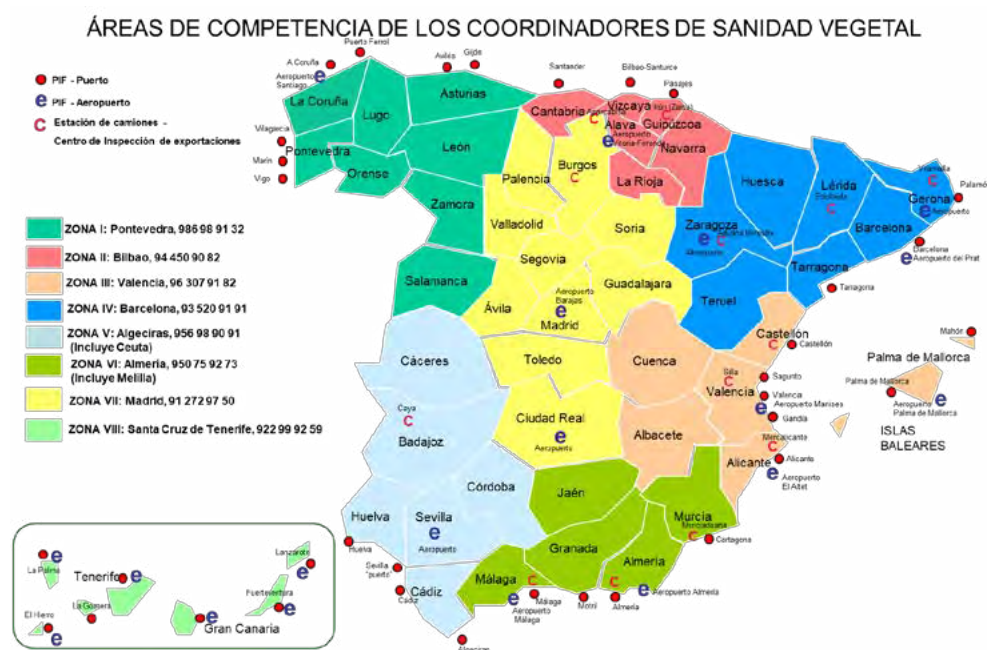 ÁREAS DE COMPETENCIA DE LOS COORDINADORES DE SANIDAD VEGETAL
PIF - Puerto
PIF - Aeropuerto
Estación de camiones -
Centro de Inspección de exportaciones
ZONA I: Pontevedra, 986 98 91 32
ZONA II: Bilbao, 94 450 90 82
ZONA III: Valencia, 96 307 91 82
ZONA IV: Barcelona, 93 520 91 91
ZONA V: Algeciras, 956 98 90 91
(Incluye Ceuta)
ZONA VI: Almería, 950 75 92 73
(Incluye Melilla)
ZONA VII: Madrid, 91 272 97 50
ZONA VIII: Santa Cruz de Tenerife, 922 99 92 59
Puerto Ferrol
A Coruña
Aeropuerto
Santiago
Avilés
Gijón
Santander
Bilbao-Santurce
Pasajes
La Coruña
Lugo
Asturias
Cantabria
Vizcaya
Guipúzcoa
Alava
Aeropuerto
Navarra
Vilagarcia
Pontevedra
Marin
Vigo
Orense
León
Zamora
Palencia
Burgos
La Rioja
Huesca
Lérida
Gerona
Aeropuerto
Palamó
Valladolid
Soria
Zaragoza
Aeropuerto
Barcelona
Barcelona
Aeropuerto del Prat
Segovia
Tarragona
Tarragona
Salamanca
Ávila
Aeropuerto
Barajas
Madrid
Guadalajara
Teruel
Castellón
Castellón
Cáceres
Toledo
Cuenca
Silla
Valencia
Sagunto
Valencia
Aeropuerto Manises
Gandía
Mahón
Palma de Mallorca
Palma de Mallorca
Aeropuerto
Palma de Mallorca
ISLAS
BALEARES
Caya
Badajoz
Ciudad Real
Aeropuerto
Albacete
Mercalicante
Alicante
Alicante
Aeropuerto
El Altet
Córdoba
Jaén
Murcia
Cartagena
Huelva
Huelva
Sevilla
Aeropuerto
Granada
Almería
Aeropuerto Almería
Sevilla
"puerto"
Cádiz
Cádiz
Málaga
Aeropuerto
Málaga
Málaga
Motril
Almería
Algeciras
La Palma
Tenerife
Lanzarote
La Gomera
Fuerteventura
El Hierro
Gran Canaria